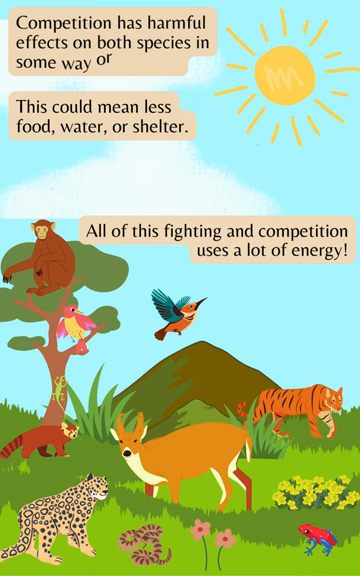 Competition has harmful
effects on both species in
some way or
This could mean less
food, water, or shelter.
All of this fighting and competition
uses a lot of energy!